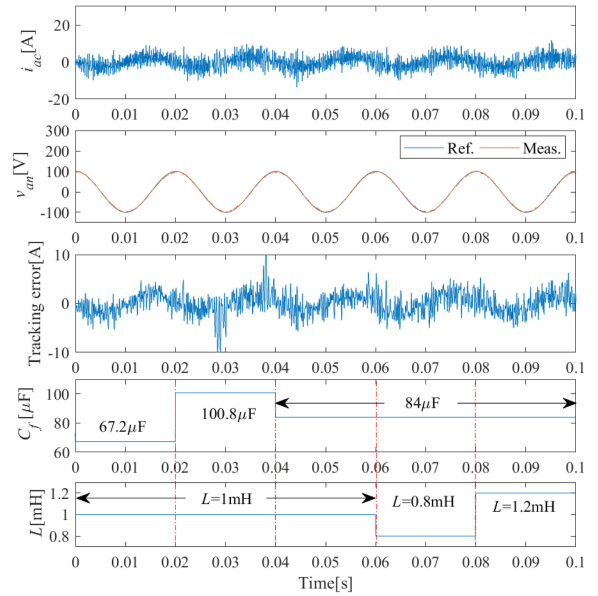 20
0
-20
i_ac[A]
0 0.01 0.02 0.03 0.04 0.05 0.06 0.07 0.08 0.09 0.1
300
200
100
0
-100
v_an[V]
Ref. Meas.
0 0.01 0.02 0.03 0.04 0.05 0.06 0.07 0.08 0.09 0.1
10
0
-10
Tracking error[A]
0 0.01 0.02 0.03 0.04 0.05 0.06 0.07 0.08 0.09 0.1
100
80
60
C_f [μF]
67.2μF 100.8μF 84μF
0 0.01 0.02 0.03 0.04 0.05 0.06 0.07 0.08 0.09 0.1
1.2
1
0.8
L[mH]
L=1mH L=0.8mH L=1.2mH
0 0.01 0.02 0.03 0.04 0.05 0.06 0.07 0.08 0.09 0.1
Time[s]